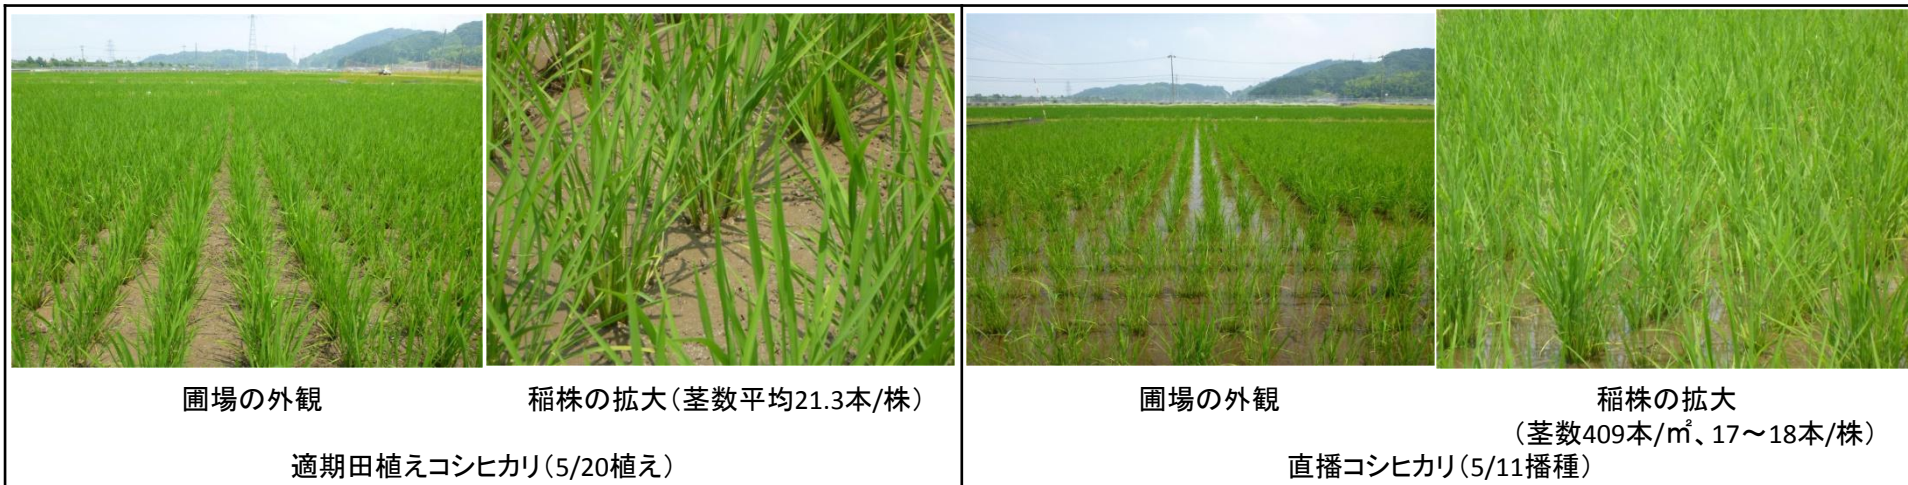 圃場の外観
稲株の拡大(茎数平均21.3本/株)
適期田植えコシヒカリ(5/20植え)
圃場の外観
稲株の拡大
(茎数409本/㎡、17～18本/株)
直播コシヒカリ(5/11播種)